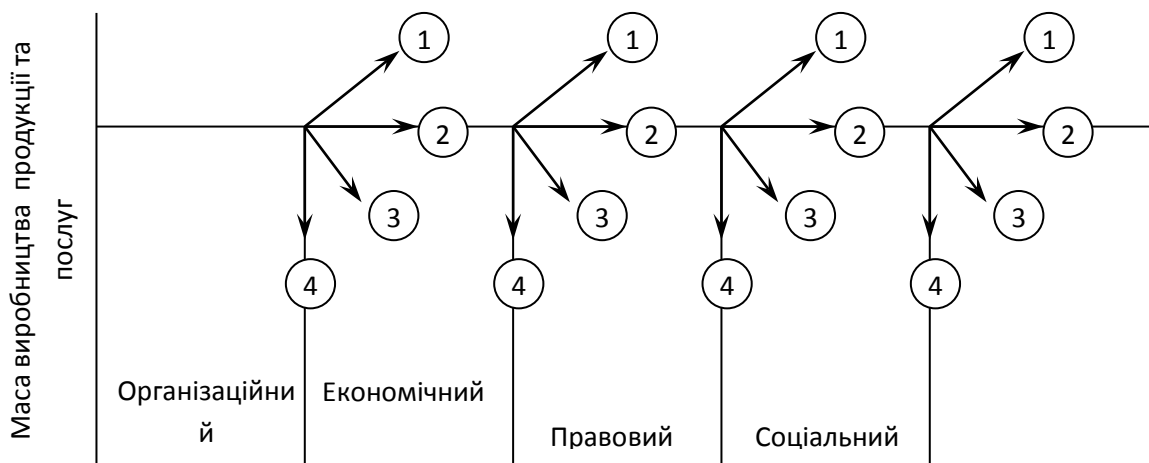 Маса виробництва продукції та
послуг
1
1
1
1
2
2
2
2
3
3
3
3
4
4
4
4
Організаційни
й
Економічний
Правовий
Соціальний